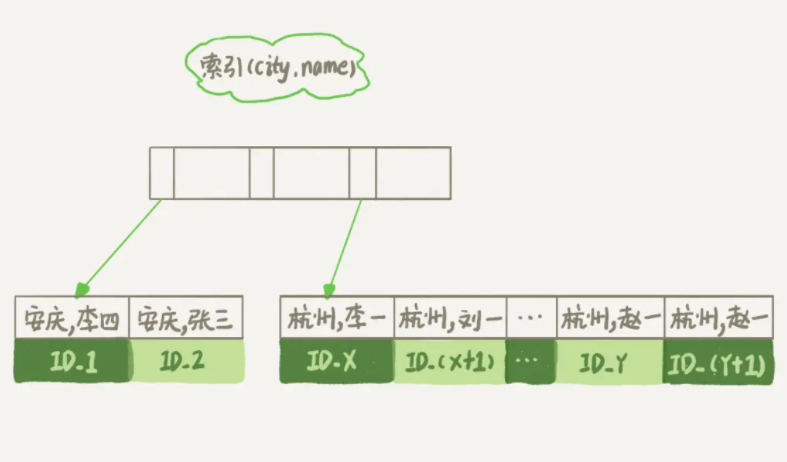 索引(city,name)
安庆,李四 安庆,张三 杭州,李一 杭州,刘一 ... 杭州,赵一 杭州,赵一
ID_1 ID_2 ID_X ID_(X+1) ... ID_Y ID_(Y+1)